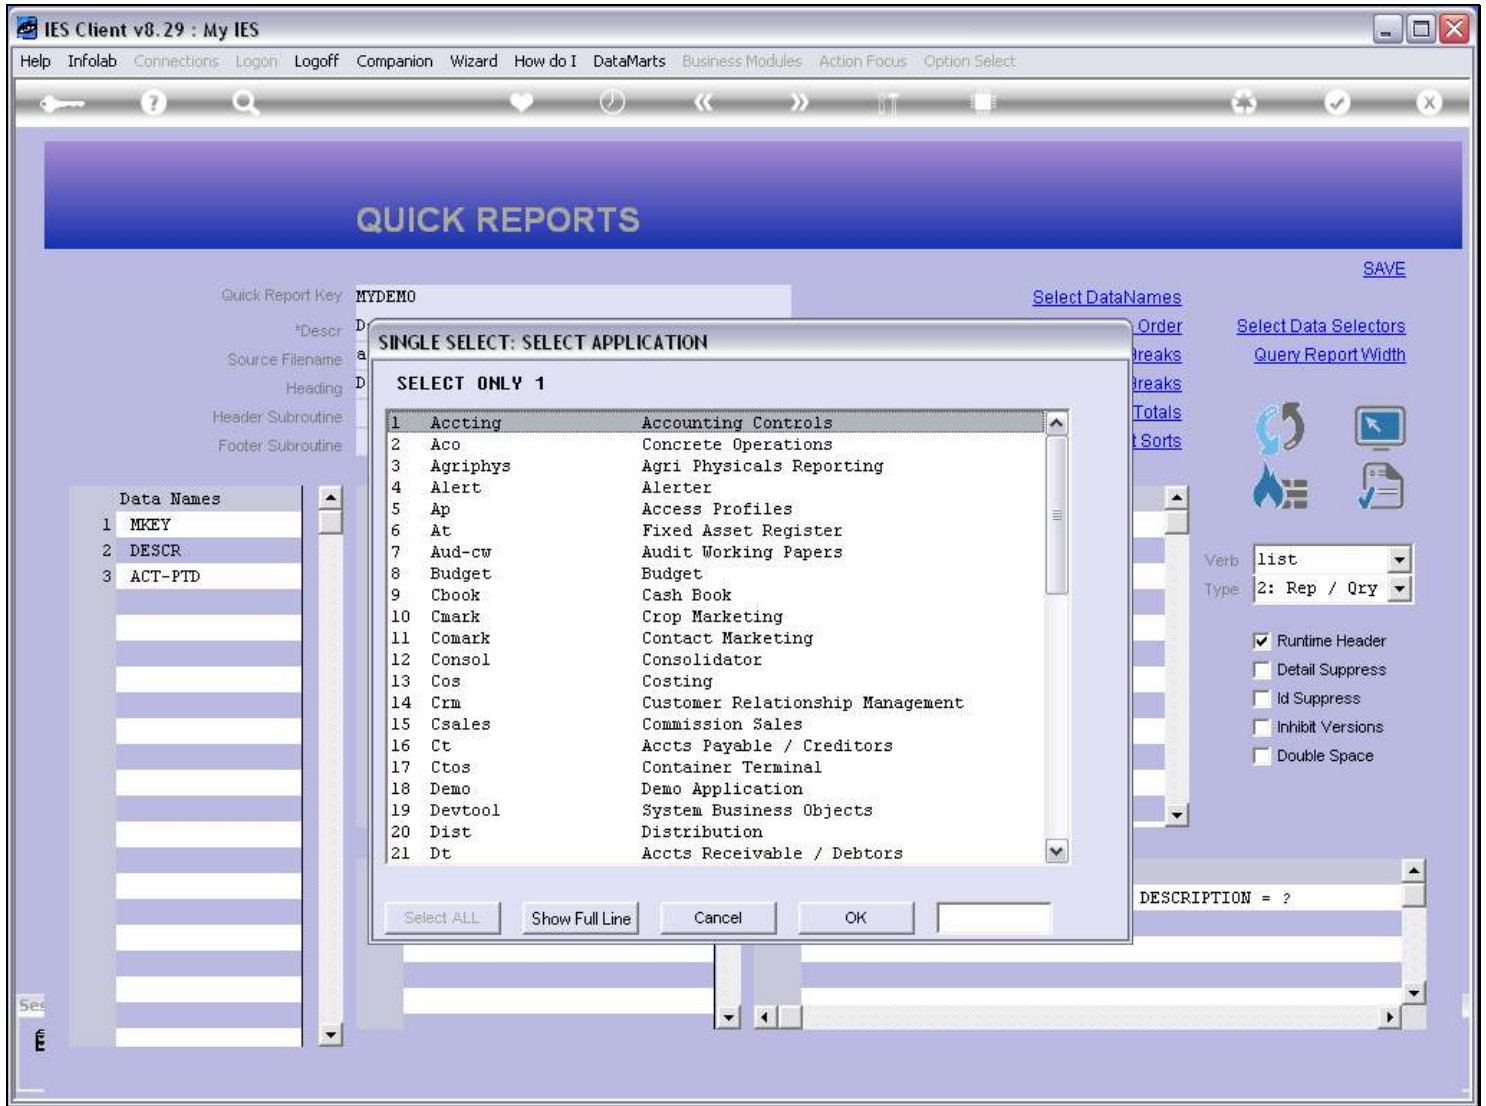 IES Client v8.29 : My IES
Help Infolab Connections Logon Logoff Companion Wizard How do I DataMarts Business Modules Action Focus Option Select
QUICK REPORTS
SAVE
Quick Report Key MYDEMO Select DataNames
*Descr D Order Select Data Selectors
Source Filename a Breaks Query Report Width
Heading D Breaks
Header Subroutine Totals
Footer Subroutine t Sorts
SINGLE SELECT: SELECT APPLICATION
SELECT ONLY 1
1 Accting Accounting Controls
2 Aco Concrete Operations
3 Agriphys Agri Physicals Reporting
4 Alert Alerter
5 Ap Access Profiles
6 At Fixed Asset Register
7 Aud-cw Audit Working Papers
8 Budget Budget
9 Cbook Cash Book
10 Cmark Crop Marketing
11 Comark Contact Marketing
12 Consol Consolidator
13 Cos Costing
14 Crm Customer Relationship Management
15 Csales Commission Sales
16 Ct Accts Payable / Creditors
17 Ctos Container Terminal
18 Demo Demo Application
19 Devtool System Business Objects
20 Dist Distribution
21 Dt Accts Receivable / Debtors
Select ALL Show Full Line Cancel OK
Data Names
1 MKEY
2 DESCR
3 ACT-PTD
Verb list
Type 2: Rep / Qry
Runtime Header
Detail Suppress
Id Suppress
Inhibit Versions
Double Space
DESCRIPTION = ?
Ses